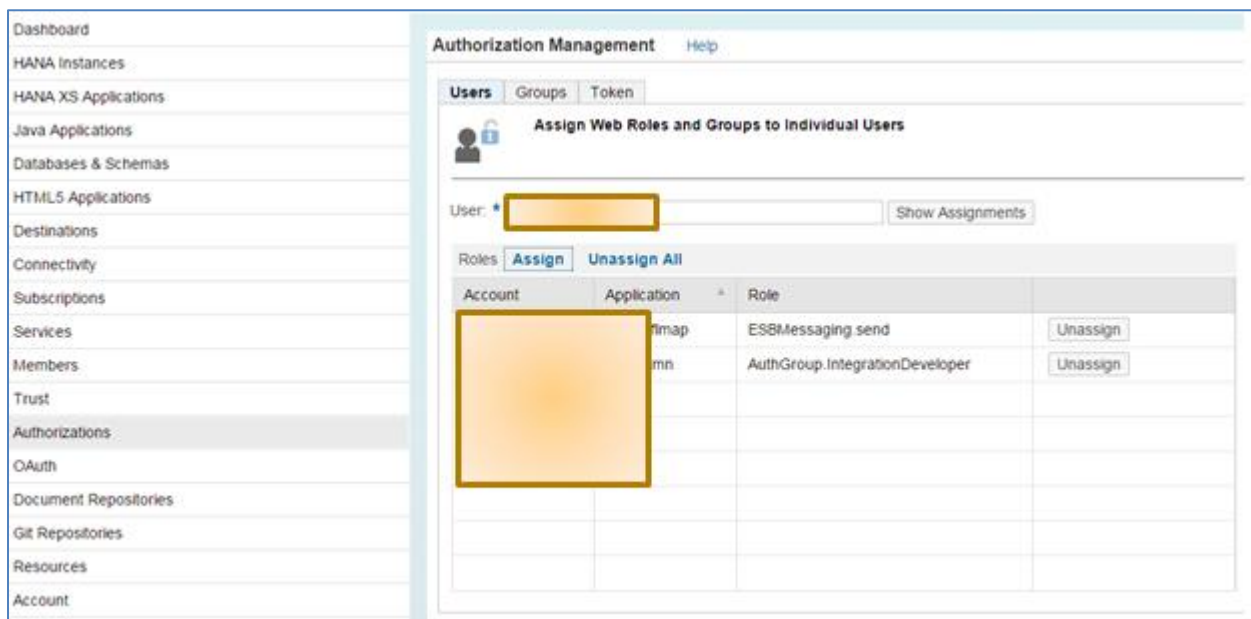 Dashboard
HANA Instances
HANA XS Applications
Java Applications
Databases & Schemas
HTML5 Applications
Destinations
Connectivity
Subscriptions
Services
Members
Trust
Authorizations
OAuth
Document Repositories
Git Repositories
Resources
Account
Authorization Management Help
Users Groups Token
Assign Web Roles and Groups to Individual Users
User: * Show Assignments
Roles Assign Unassign All
Account Application Role
ESBMessaging.send Unassign
mn AuthGroup.IntegrationDeveloper Unassign